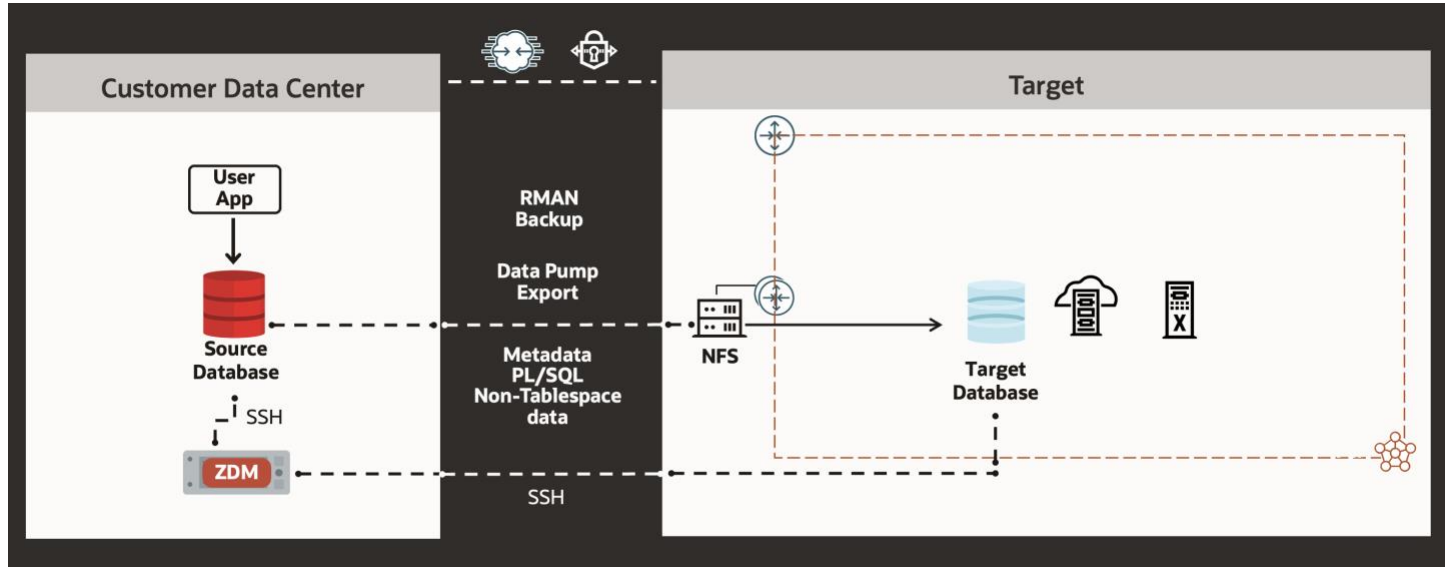 Customer Data Center
Target
User
App
RMAN
Backup
Data Pump
Export
Source
Database
Metadata
PL/SQL
Non-Tablespace
data
NFS
X
Target
Database
SSH
ZDM
SSH